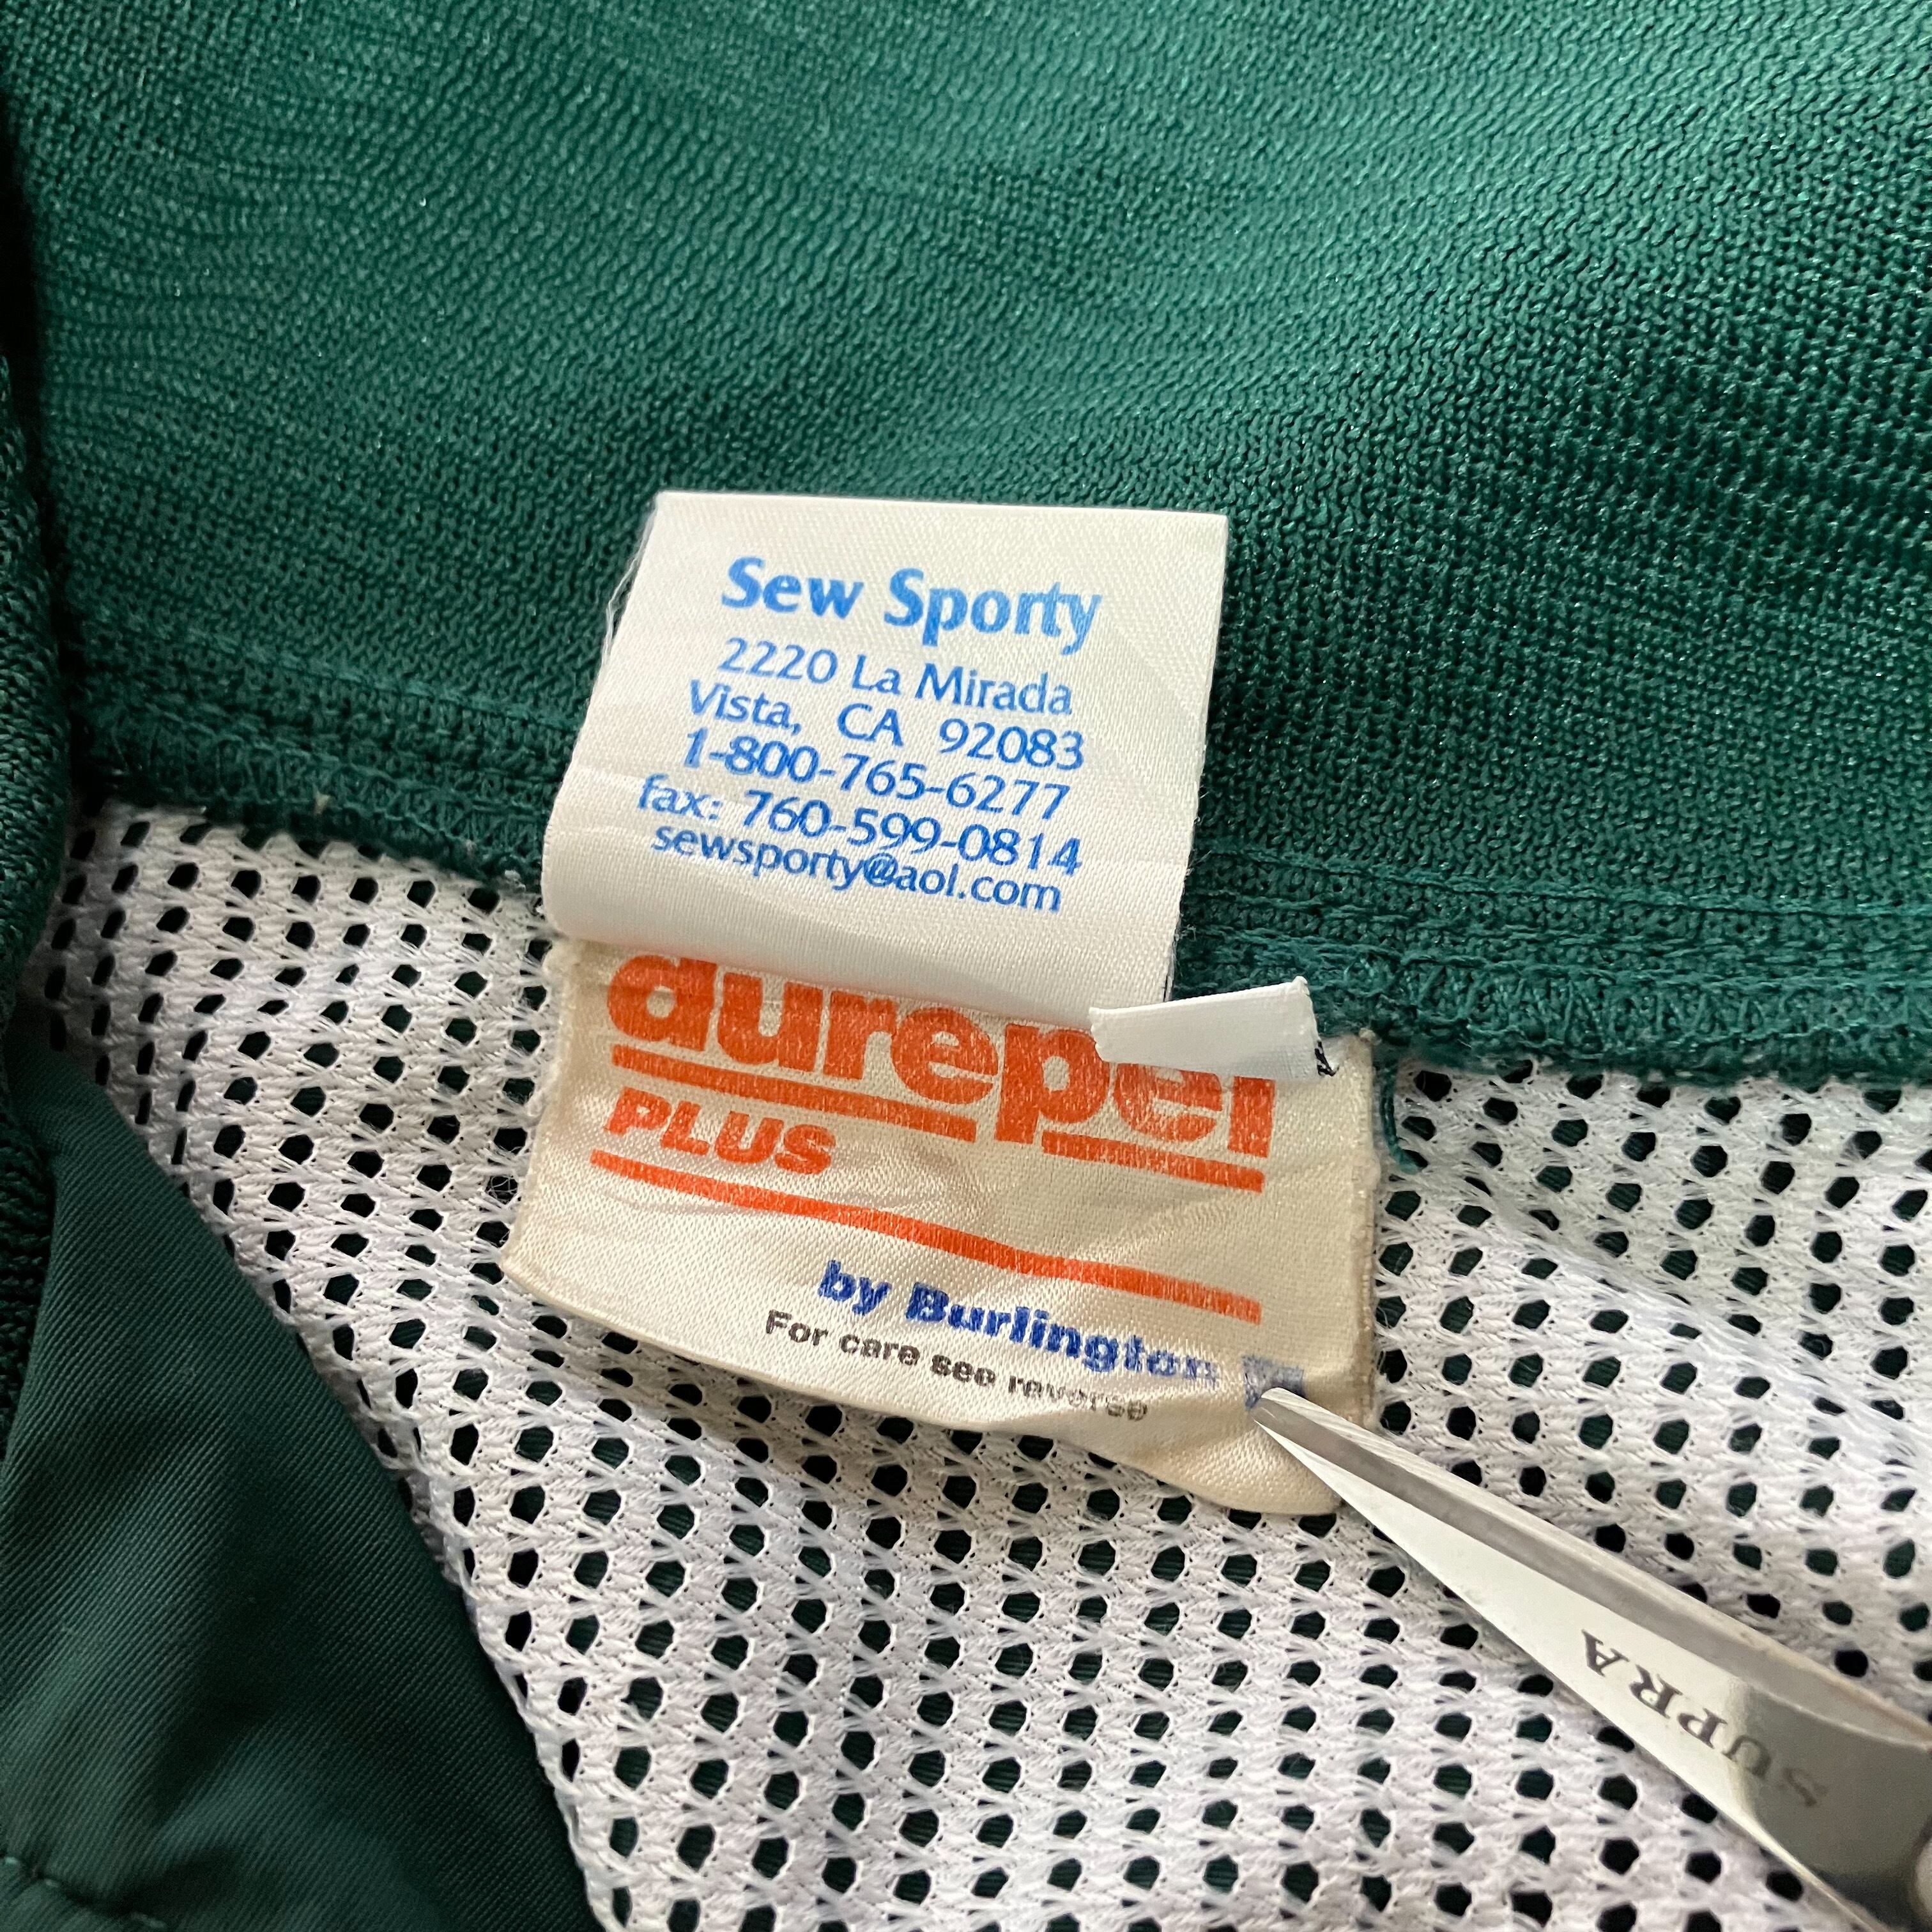 Sew Sporty
2220 La Mirada
Vista, CA 92083
1-800-765-6277
fax: 760-599-0814
sewsporty@aol.com
durepel
PLUS
by Burlington
For care see reverse
SUPRA